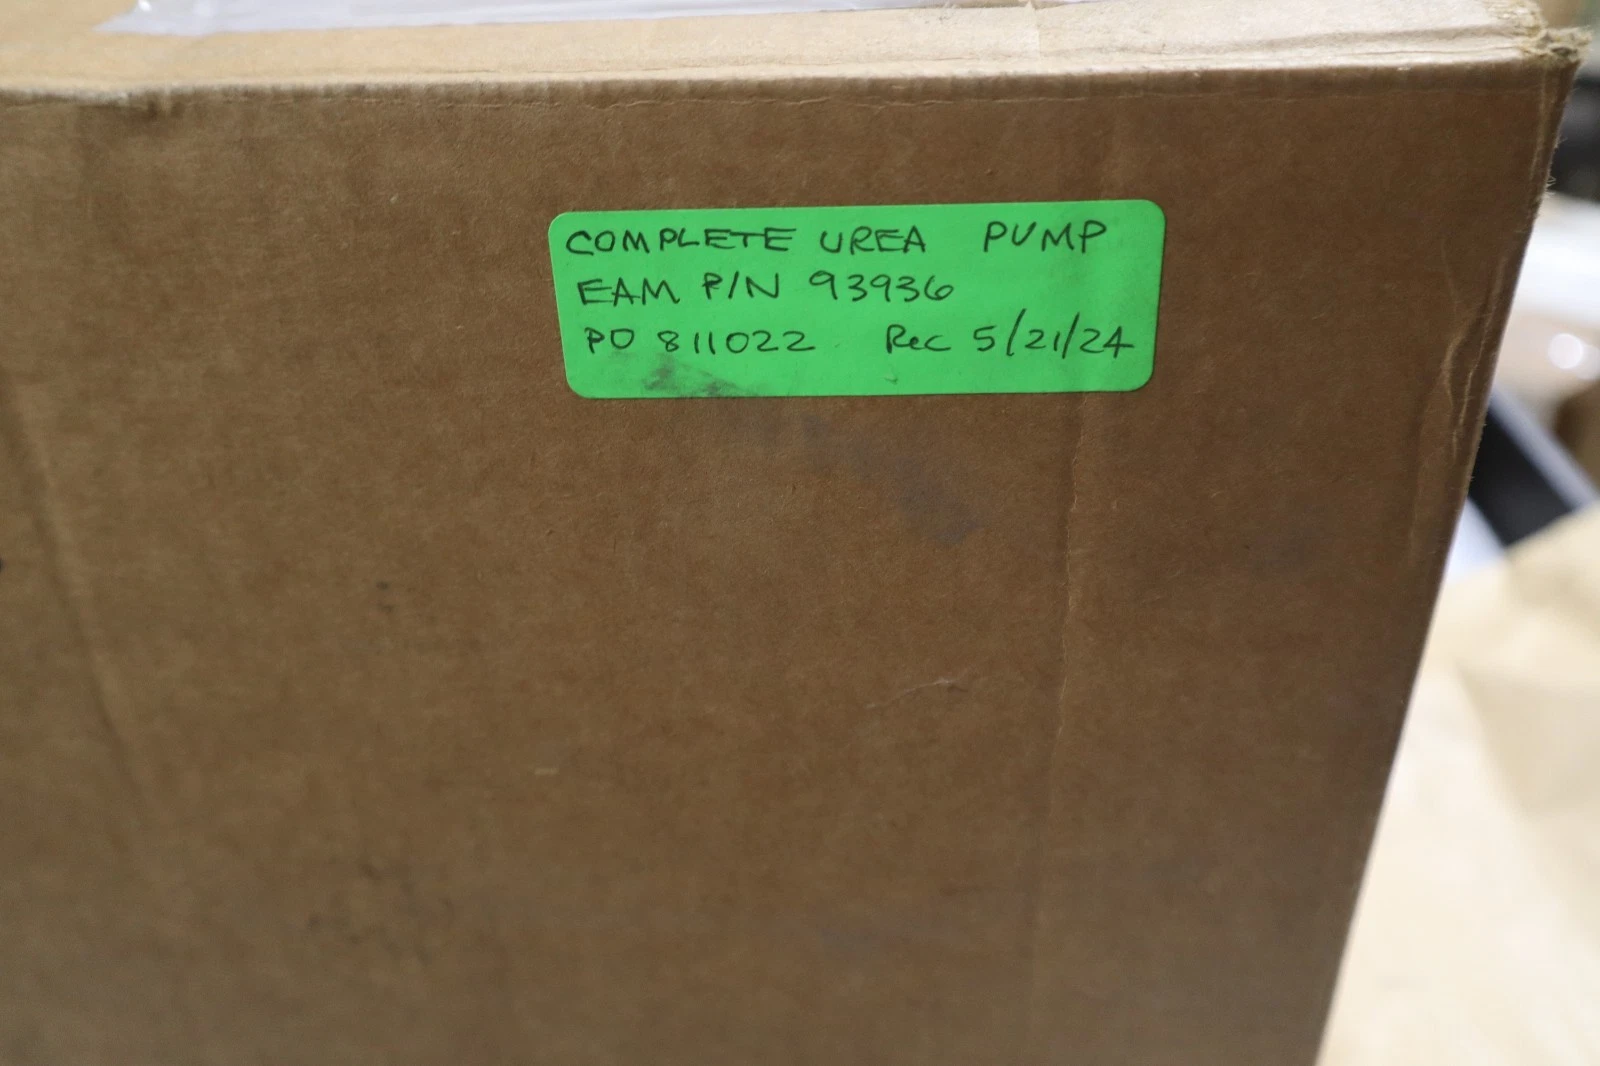 COMPLETE UREA PUMP
EAM P/N 93936
PO 811022 Rec 5/21/24